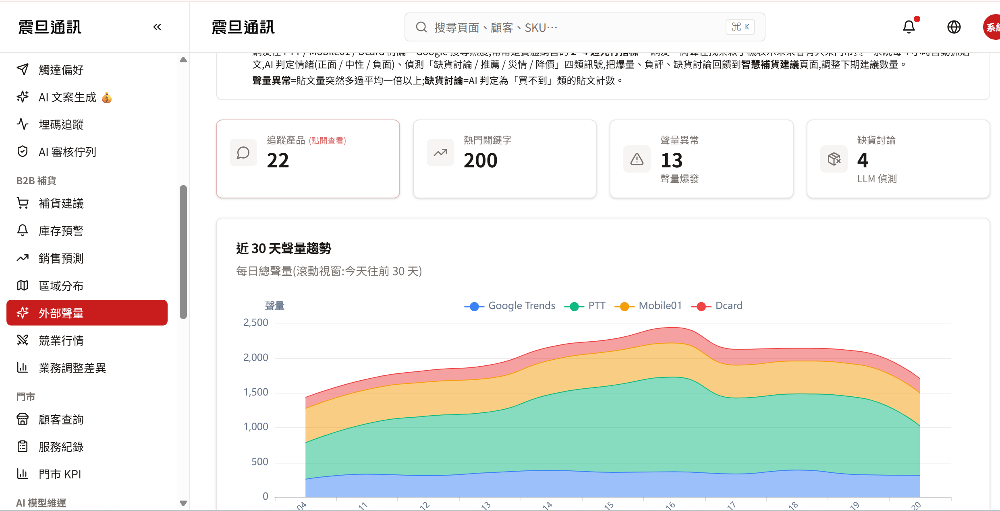 震旦通訊
觸達偏好
AI 文案生成 💰
埋碼追蹤
AI 審核佇列
B2B 補貨
補貨建議
庫存預警
銷售預測
區域分布
外部聲量
競業行情
業務調整差異
門市
顧客查詢
服務紀錄
門市 KPI
AI 模型維運
震旦通訊
搜尋頁面、顧客、SKU…
⌘ K
系統
文,AI 判定情緒(正面 / 中性 / 負面)、偵測「缺貨討論 / 推薦 / 災情 / 降價」四類訊號,把爆量、負評、缺貨討論回饋到智慧補貨建議頁面,調整下期建議數量。
聲量異常=貼文量突然多過平均一倍以上;缺貨討論=AI 判定為「買不到」類的貼文計數。
追蹤產品 (點開查看)
22
熱門關鍵字
200
聲量異常
13
聲量爆發
缺貨討論
4
LLM 偵測
近 30 天聲量趨勢
每日總聲量(滾動視窗:今天往前 30 天)
聲量
Google Trends
PTT
Mobile01
Dcard
2,500
2,000
1,500
1,000
500
0
04
11
12
13
14
15
16
17
18
19
20